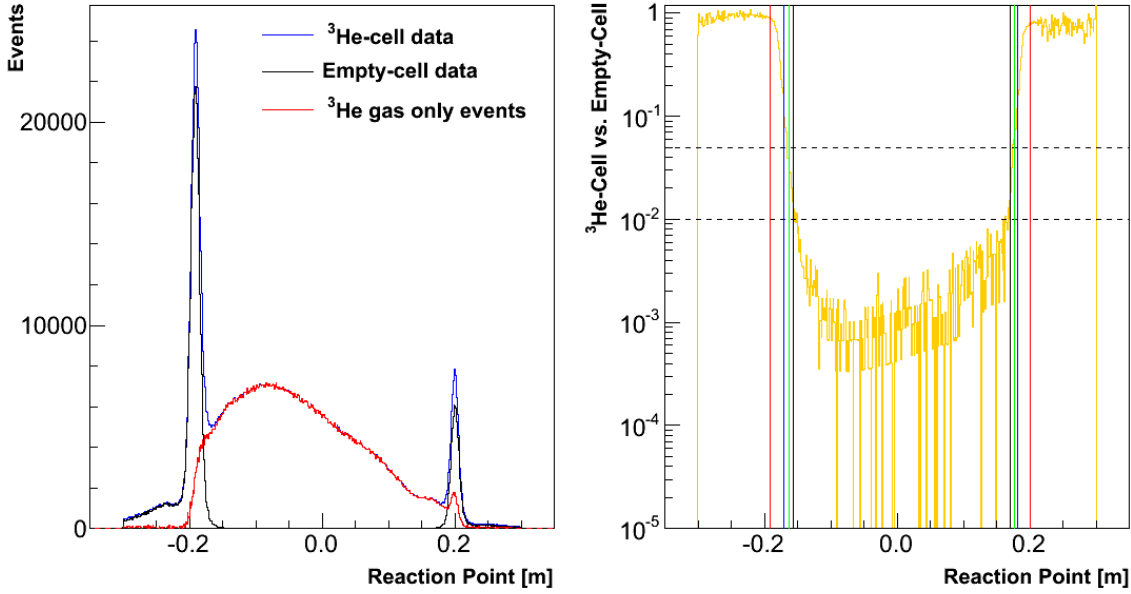 Events
20000
10000
0
-0.2
0.0
0.2
Reaction Point [m]
³He-cell data
Empty-cell data
³He gas only events
³He-Cell vs. Empty-Cell
1
10⁻¹
10⁻²
10⁻³
10⁻⁴
10⁻⁵
-0.2
0.0
0.2
Reaction Point [m]